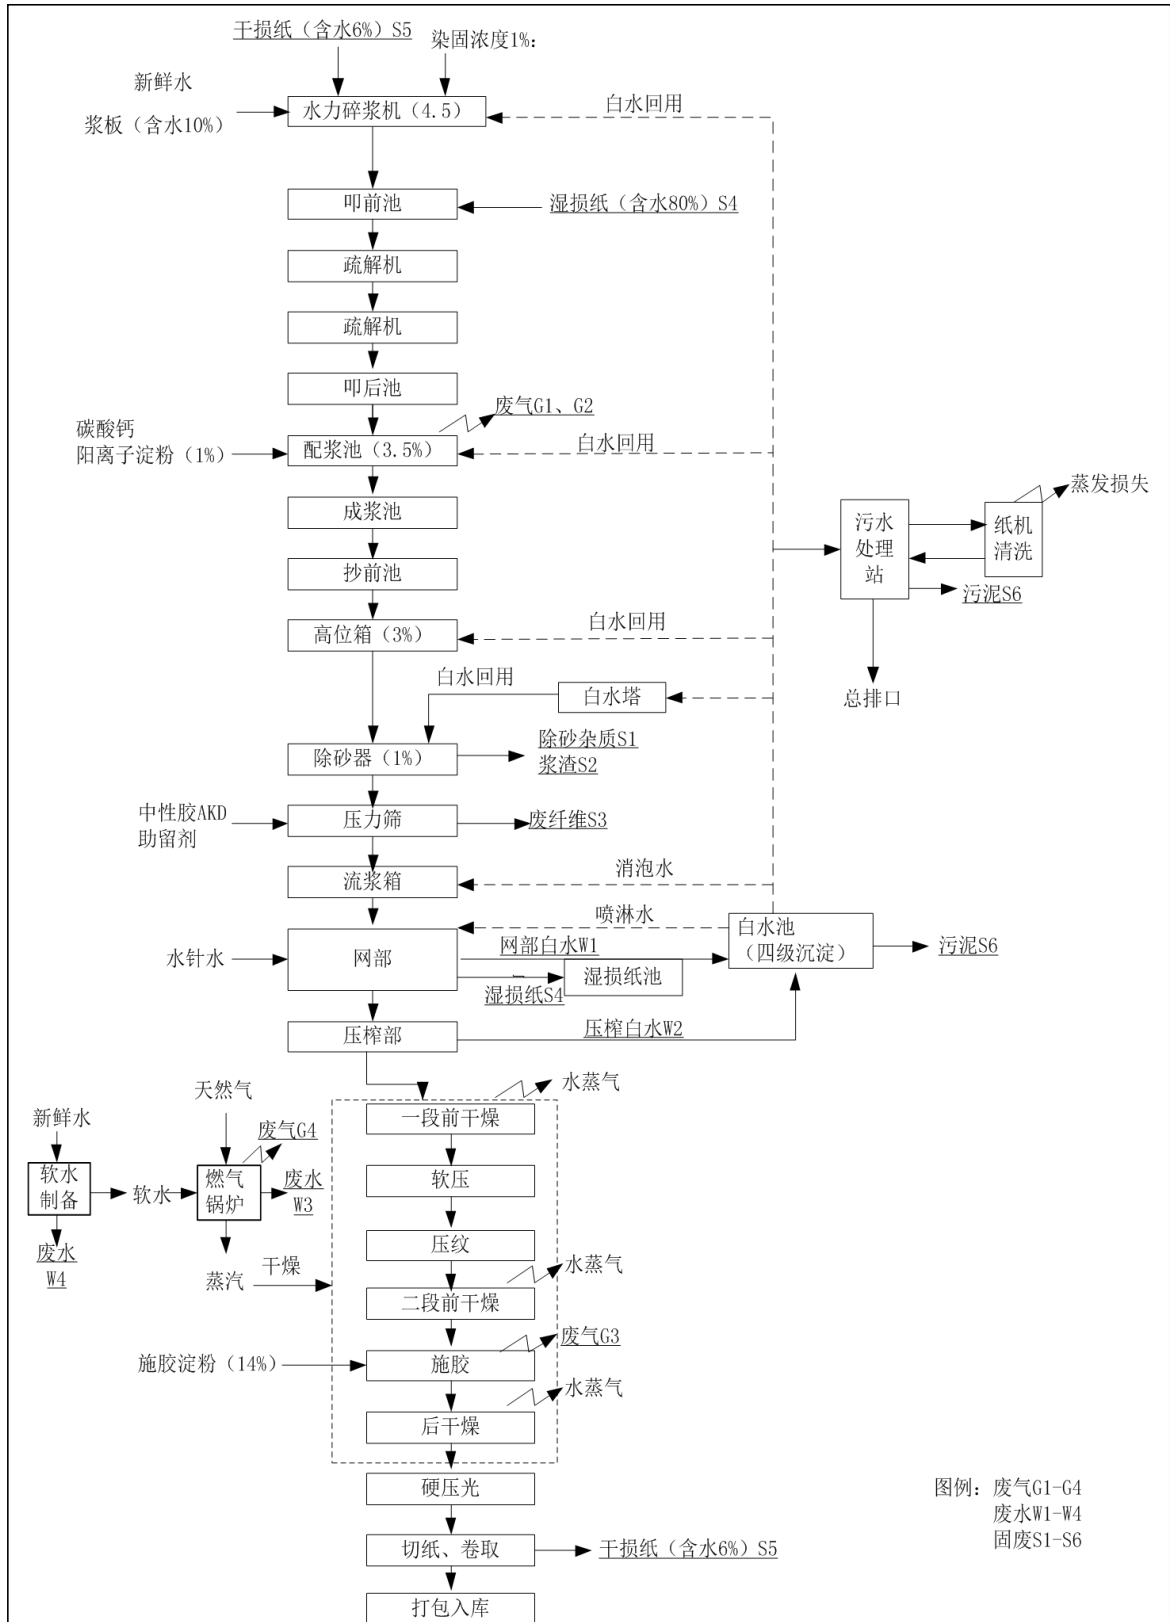 干损纸（含水6%）S5
染固浓度1%:
新鲜水
浆板（含水10%）
水力碎浆机（4.5）
白水回用
叩前池
湿损纸（含水80%）S4
疏解机
疏解机
叩后池
废气G1、G2
碳酸钙
阳离子淀粉（1%）
配浆池（3.5%）
白水回用
成浆池
蒸发损失
污水
处理
站
纸机
清洗
污泥S6
抄前池
高位箱（3%）
白水回用
白水回用
白水塔
总排口
除砂器（1%）
除砂杂质S1
浆渣S2
中性胶AKD
助留剂
压力筛
废纤维S3
流浆箱
消泡水
喷淋水
白水池
（四级沉淀）
污泥S6
水针水
网部
网部白水W1
湿损纸S4
湿损纸池
压榨部
压榨白水W2
水蒸气
天然气
新鲜水
废气G4
一段前干燥
软水
制备
软水
燃气
锅炉
废水
W3
软压
废水
W4
蒸汽
干燥
压纹
水蒸气
二段前干燥
废气G3
施胶淀粉（14%）
施胶
水蒸气
后干燥
硬压光
图例：废气G1-G4
废水W1-W4
固废S1-S6
切纸、卷取
干损纸（含水6%）S5
打包入库